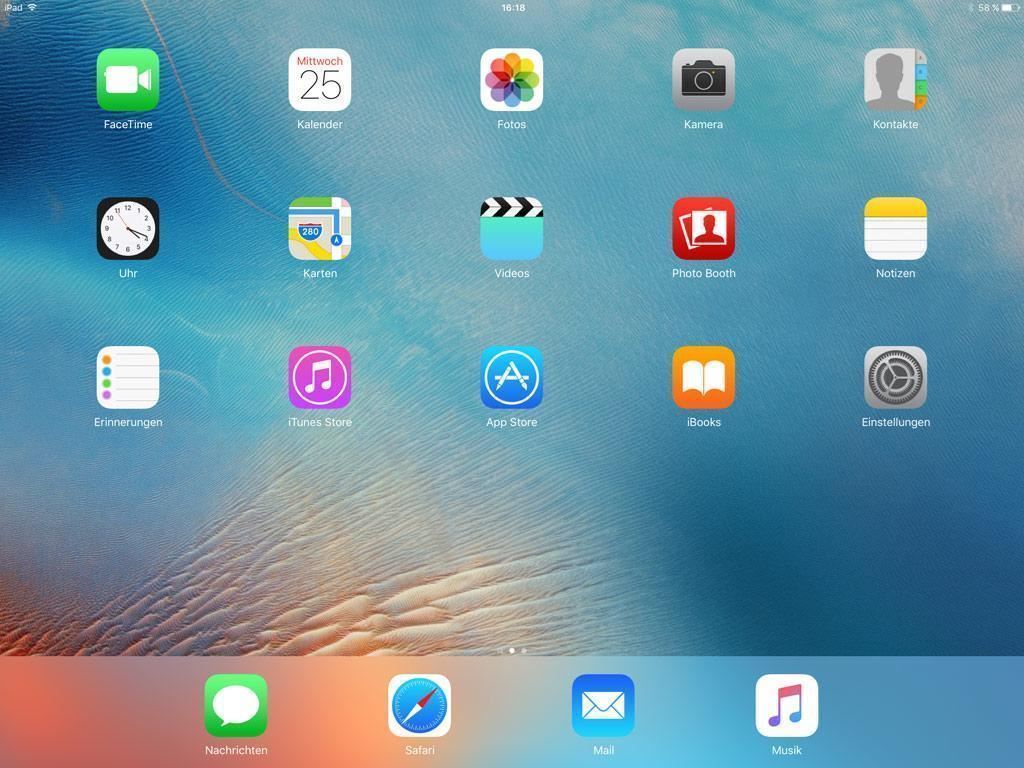 iPad 16:18 58 %
Mittwoch
25
FaceTime Kalender Fotos Kamera Kontakte
280
Uhr Karten Videos Photo Booth Notizen
Erinnerungen iTunes Store App Store iBooks Einstellungen
Nachrichten Safari Mail Musik